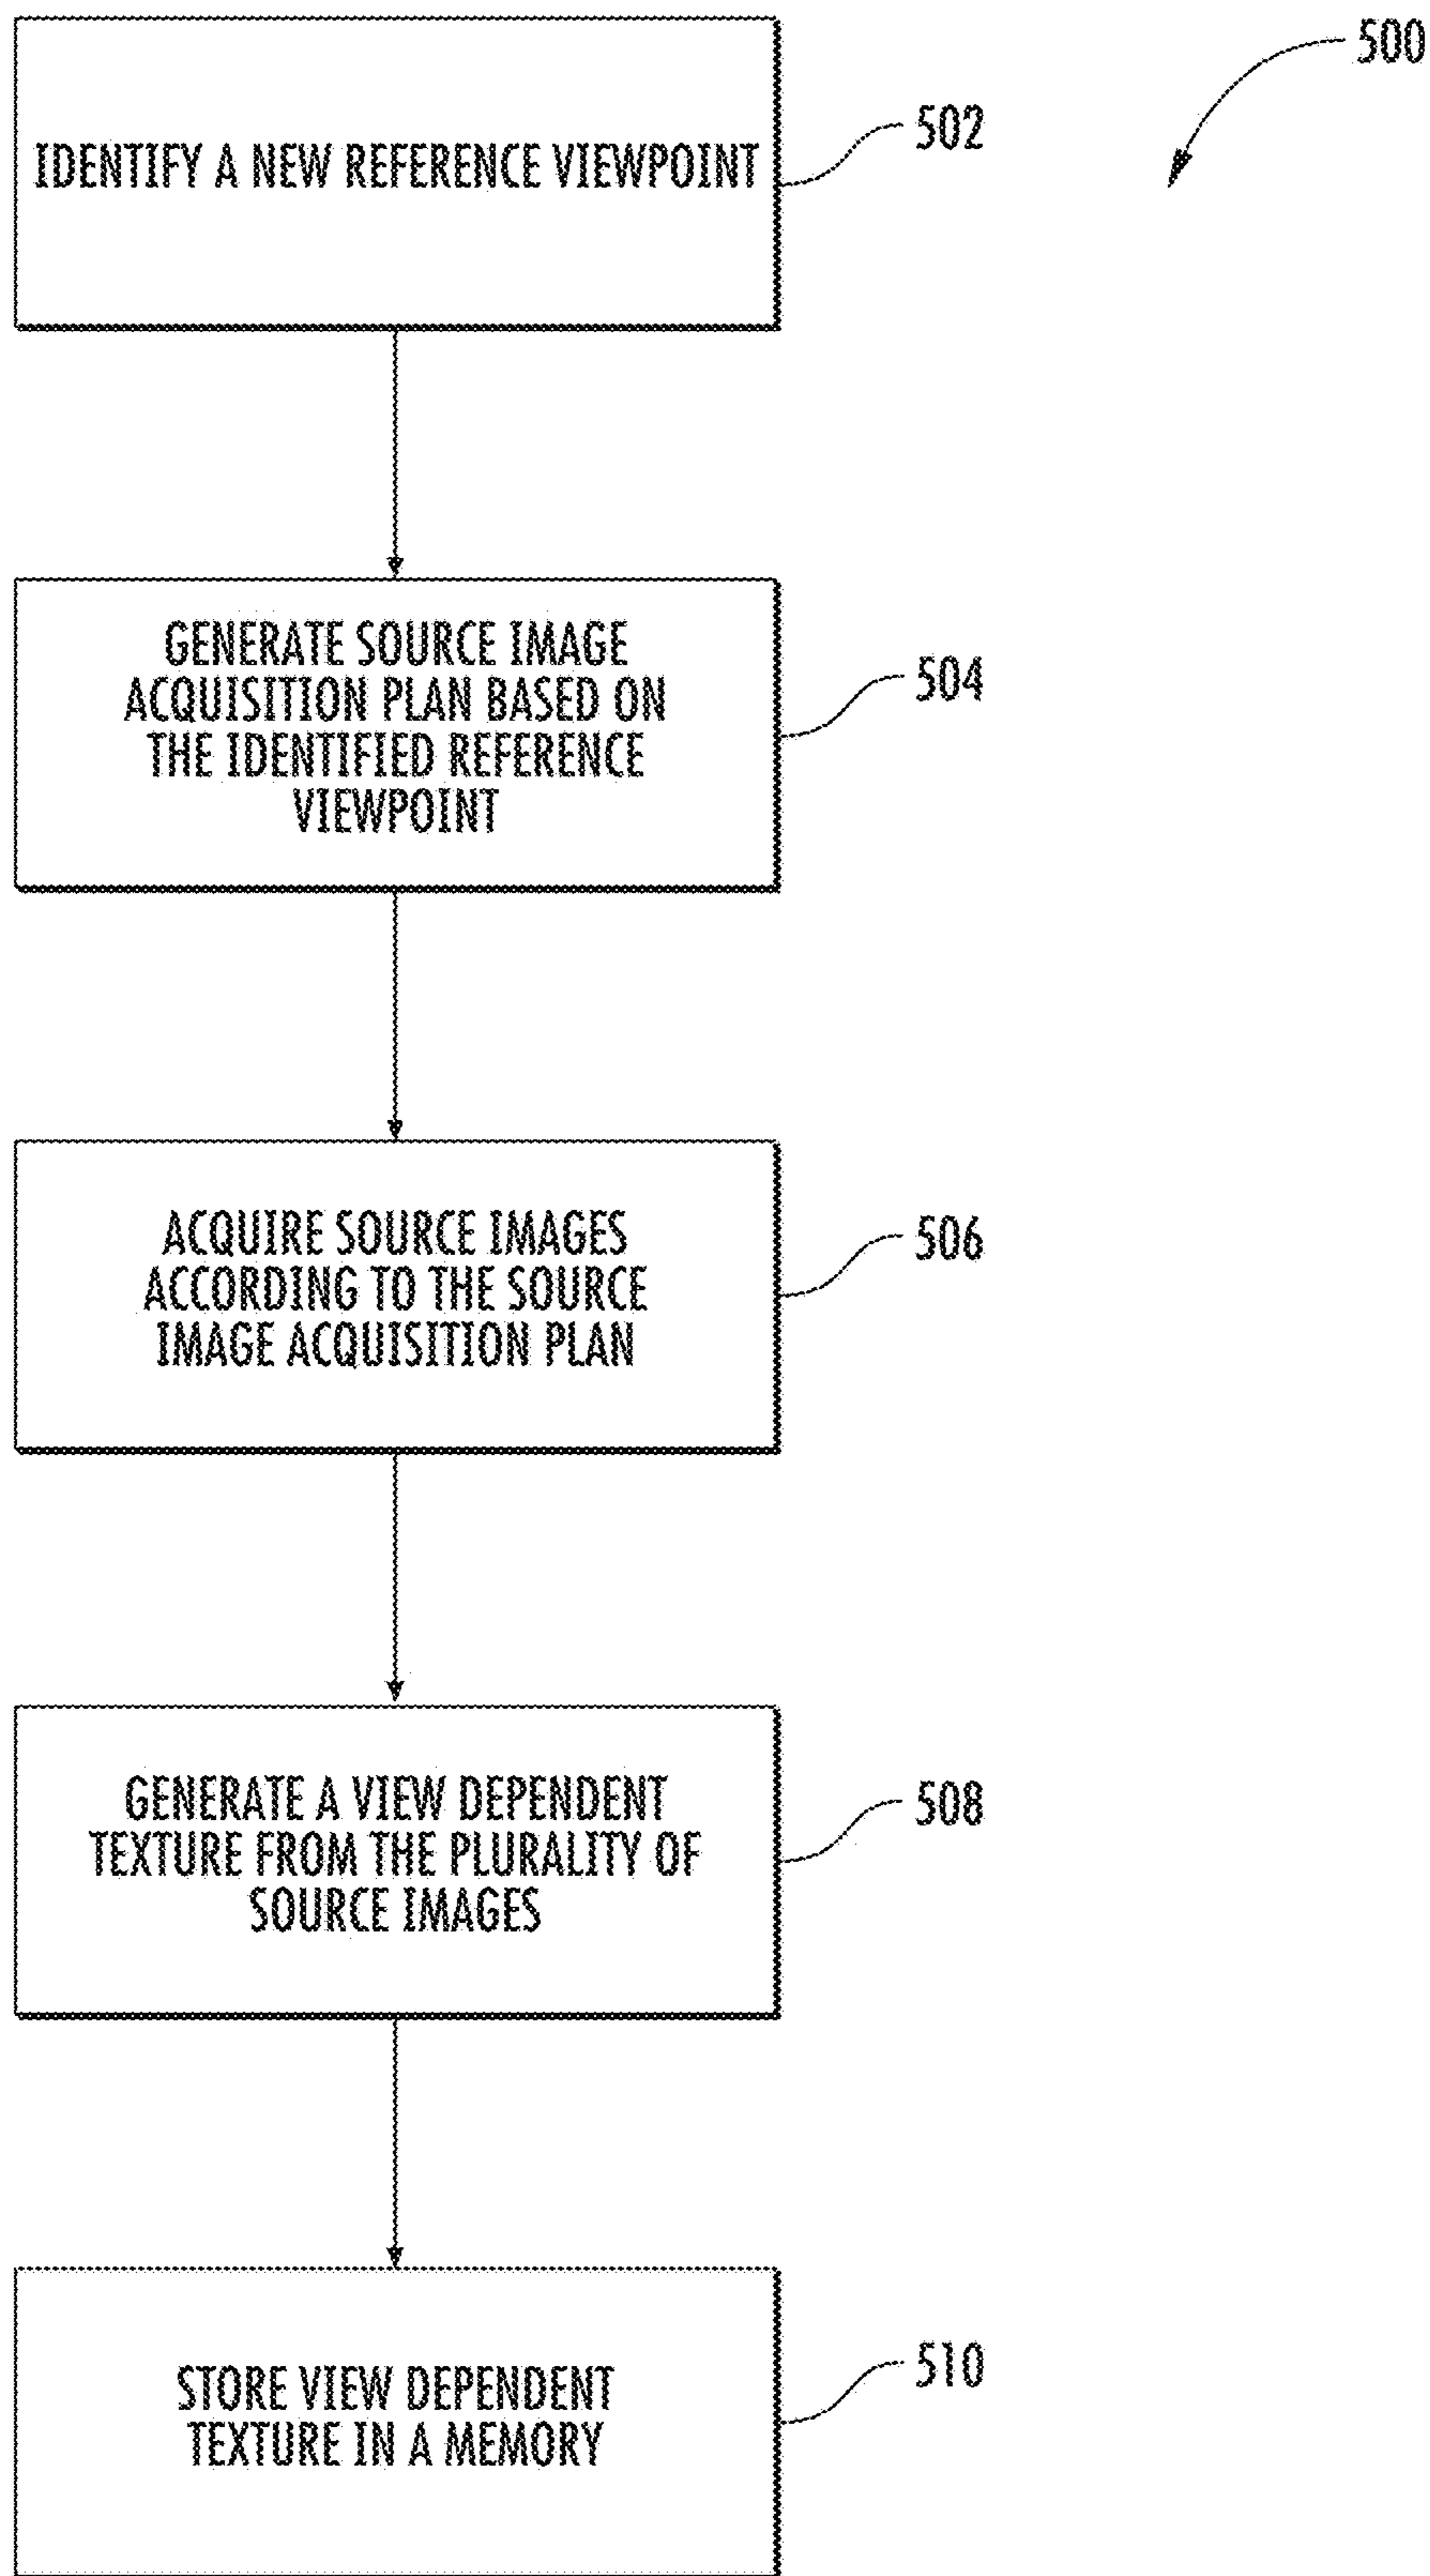 500
IDENTIFY A NEW REFERENCE VIEWPOINT
502
GENERATE SOURCE IMAGE
ACQUISITION PLAN BASED ON
THE IDENTIFIED REFERENCE
VIEWPOINT
504
ACQUIRE SOURCE IMAGES
ACCORDING TO THE SOURCE
IMAGE ACQUISITION PLAN
506
GENERATE A VIEW DEPENDENT
TEXTURE FROM THE PLURALITY OF
SOURCE IMAGES
508
STORE VIEW DEPENDENT
TEXTURE IN A MEMORY
510